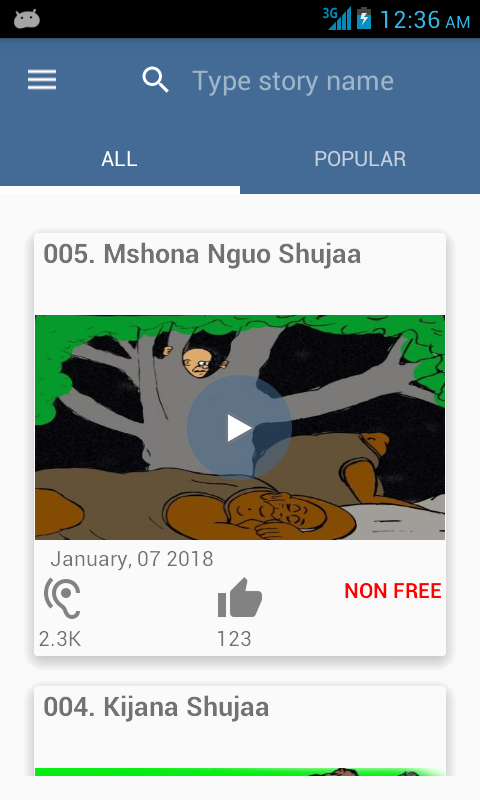 3G 12:36 AM
Type story name
ALL POPULAR
005. Mshona Nguo Shujaa
January, 07 2018
NON FREE
2.3K 123
004. Kijana Shujaa